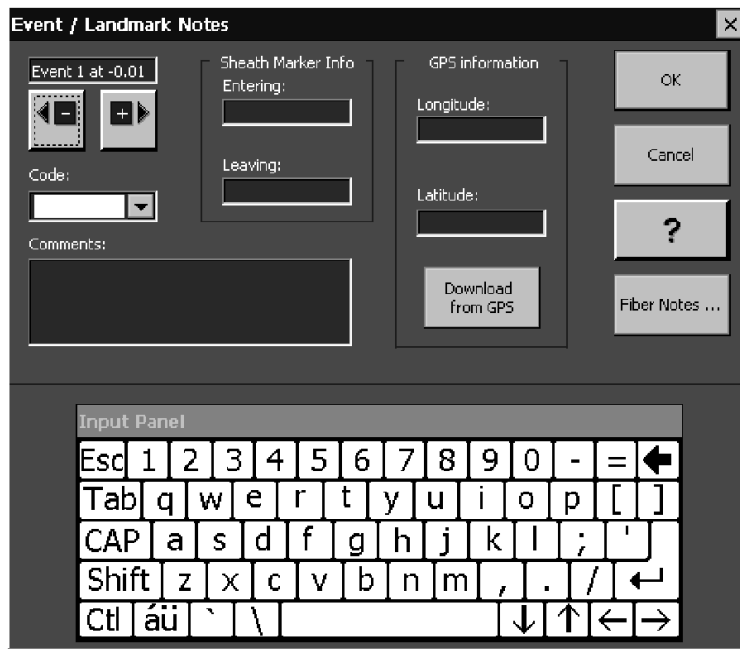 Event / Landmark Notes
Event 1 at -0.01
- +
Code:
Comments:
Sheath Marker Info
Entering:
Leaving:
GPS information
Longitude:
Latitude:
Download
from GPS
OK
Cancel
?
Fiber Notes ...
Input Panel
Esc 1 2 3 4 5 6 7 8 9 0 - =
Tab q w e r t y u i o p [ ]
CAP a s d f g h j k l ; '
Shift z x c v b n m , . /
Ctl áü ` \ ↓ ↑ ← →